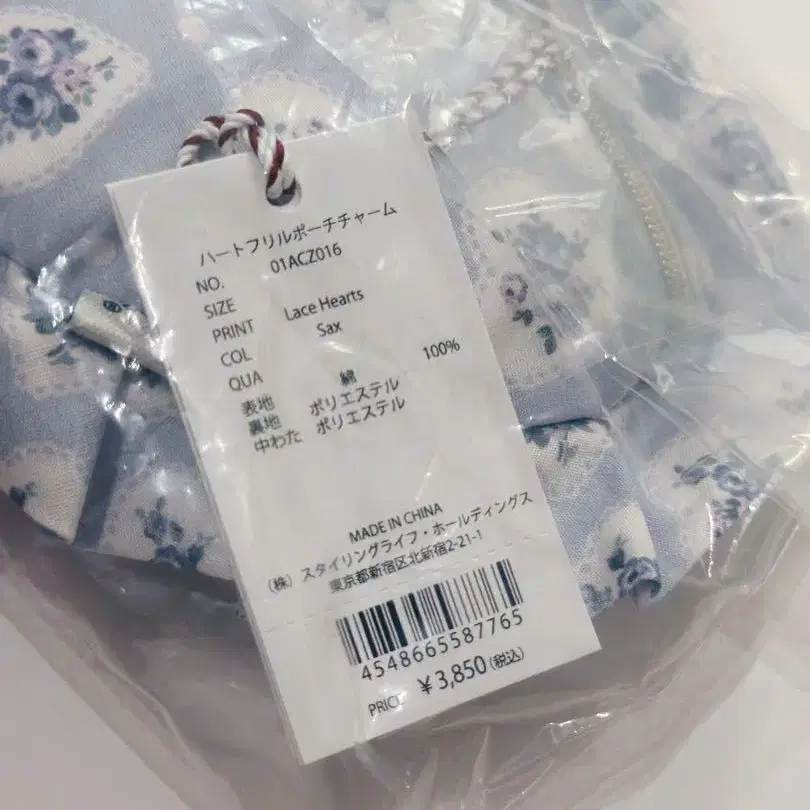 ハートフリルポーチチャーム
NO. 01ACZ016
SIZE
PRINT Lace Hearts
COL Sax
QUA
表地 綿 100%
裏地 ポリエステル
中わた ポリエステル
MADE IN CHINA
(株) スタイリングライフ・ホールディングス
東京都新宿区北新宿2-21-1
4548665587765
PRICE ¥3,850(税込)